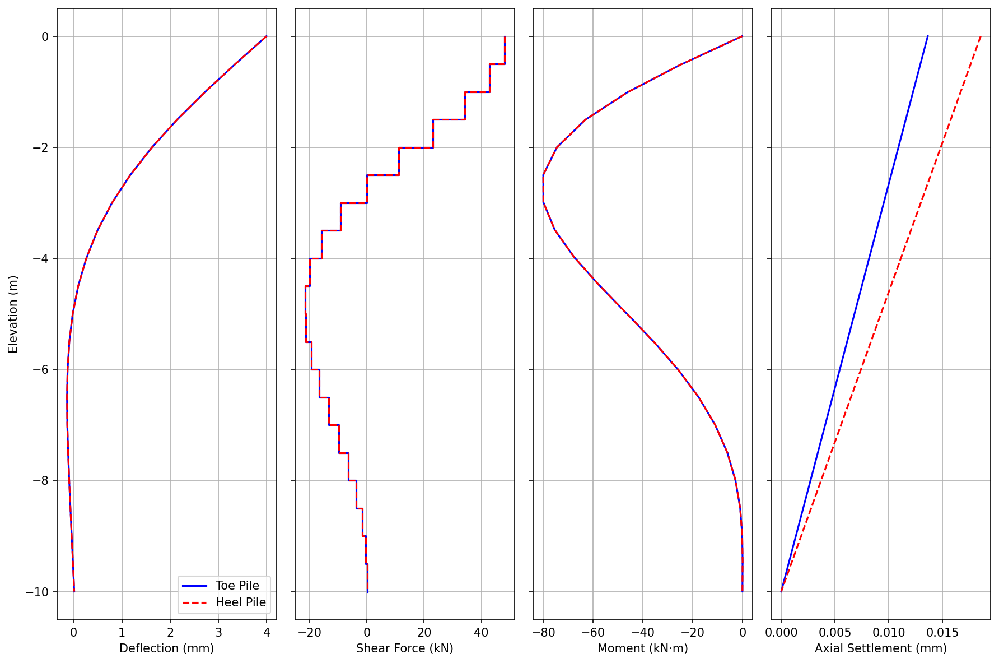 0
−2
−4
−6
−8
−10
Elevation (m)
Toe Pile
Heel Pile
0 1 2 3 4
Deflection (mm)
−20 0 20 40
Shear Force (kN)
−80 −60 −40 −20 0
Moment (kN·m)
0.000 0.005 0.010 0.015
Axial Settlement (mm)